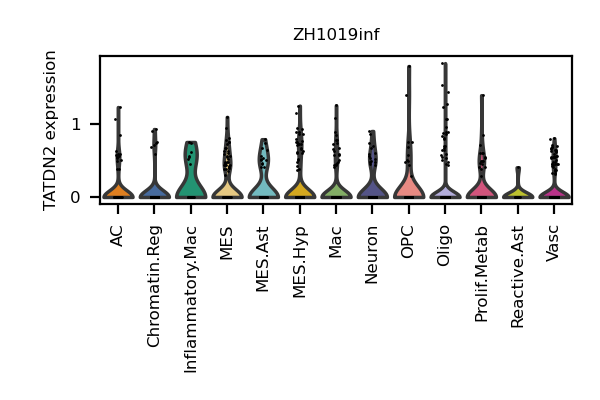 ZH1019inf
TATDN2 expression
1
0
AC
Chromatin.Reg
Inflammatory.Mac
MES
MES.Ast
MES.Hyp
Mac
Neuron
OPC
Oligo
Prolif.Metab
Reactive.Ast
Vasc